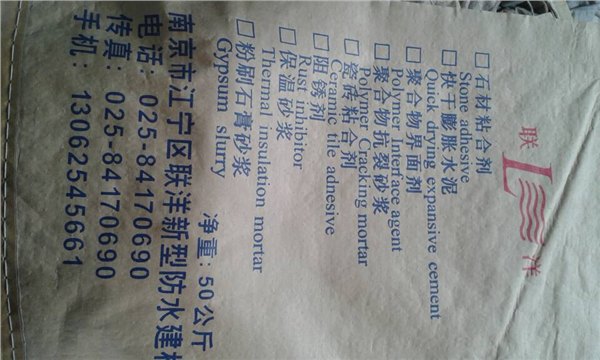 联 L 洋
□ 石材粘合剂
Stone adhesive
□ 快干膨胀水泥
Quick drying expansive cement
□ 聚合物界面剂
Polymer Interface agent
□ 聚合物抗裂砂浆
Polymer Cracking mortar
□ 瓷砖粘合剂
Ceramic tile adhesive
□ 阻锈剂
Rust inhibitor
□ 保温砂浆
Thermal insulation mortar
□ 粉刷石膏砂浆
Gypsum slurry
净重:50公斤
南京市江宁区联洋新型防水建材
电话:025-84170690
传真:025-84170690
手机:13062545661